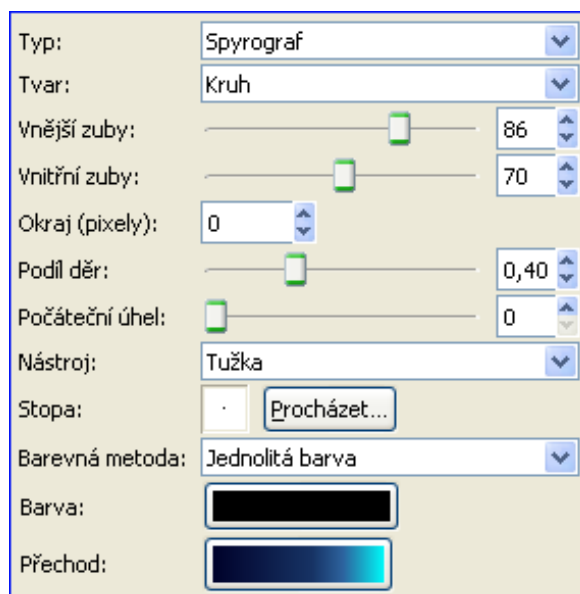 Typ: Spyrograf
Tvar: Kruh
Vnější zuby: 86
Vnitřní zuby: 70
Okraj (pixely): 0
Podíl děr: 0,40
Počáteční úhel: 0
Nástroj: Tužka
Stopa: Procházet...
Barevná metoda: Jednolitá barva
Barva:
Přechod: